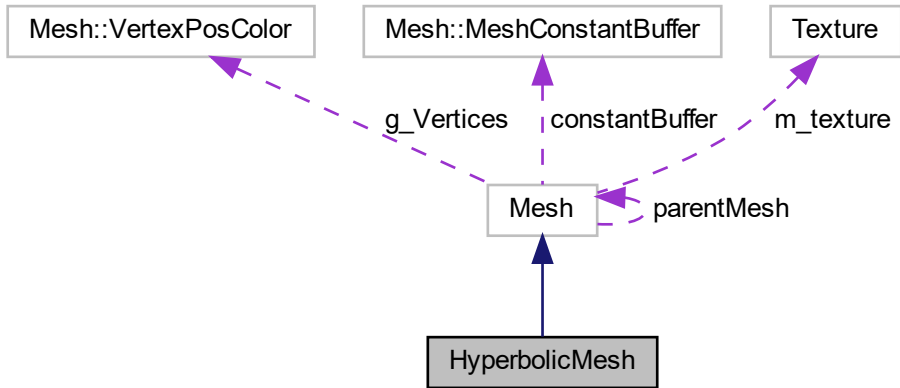 Mesh::VertexPosColor
Mesh::MeshConstantBuffer
Texture
g_Vertices
constantBuffer
m_texture
Mesh
parentMesh
HyperbolicMesh